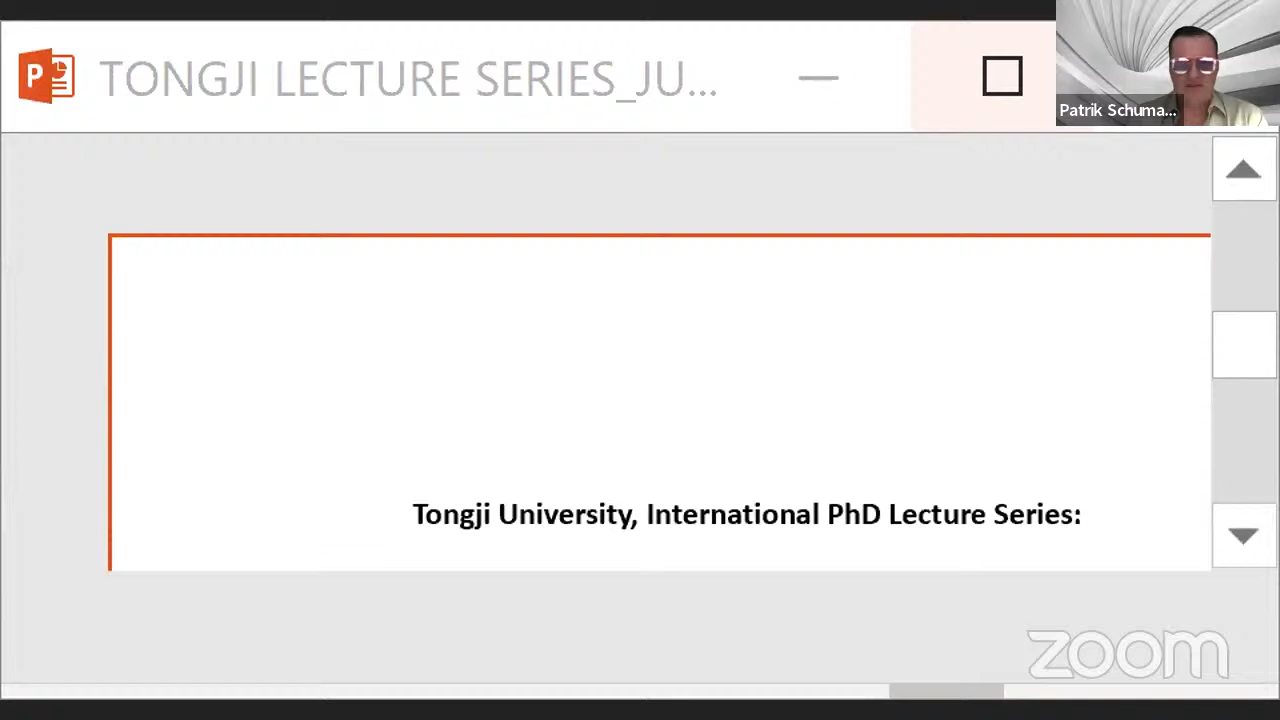 P
TONGJI LECTURE SERIES_JU...
Patrik Schuma...
Tongji University, International PhD Lecture Series:
zoom